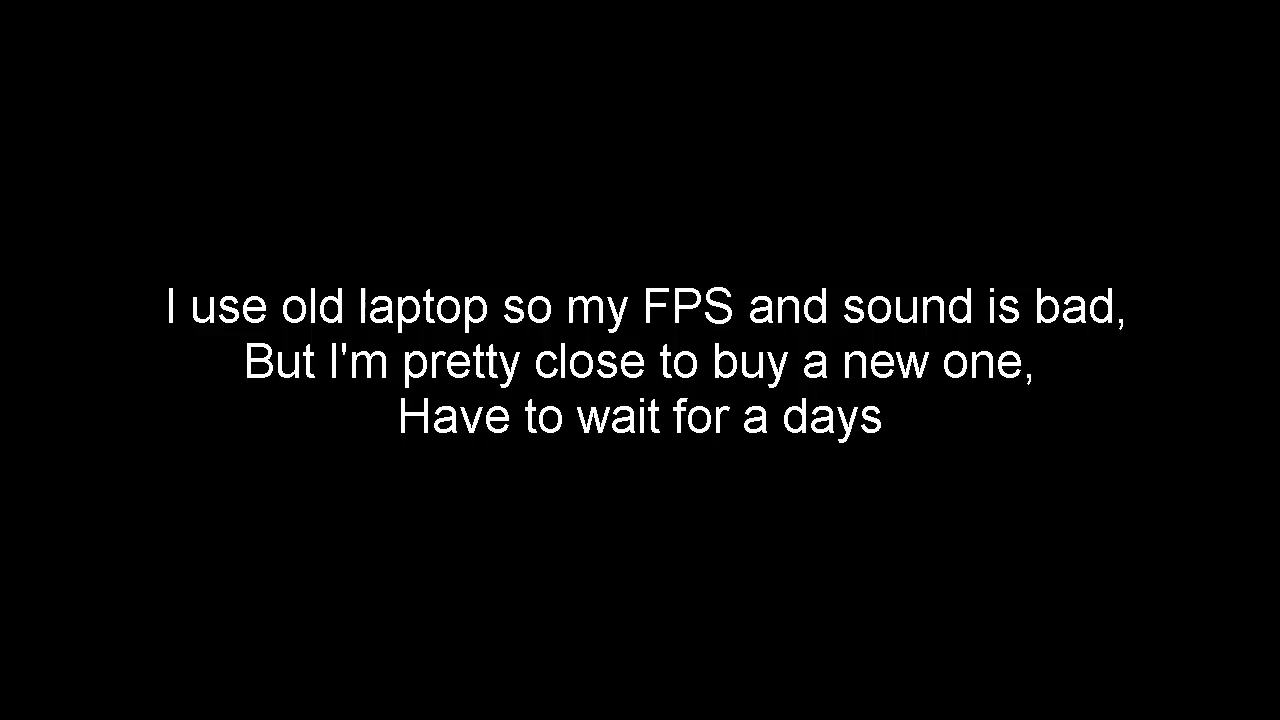 I use old laptop so my FPS and sound is bad,
But I'm pretty close to buy a new one,
Have to wait for a days